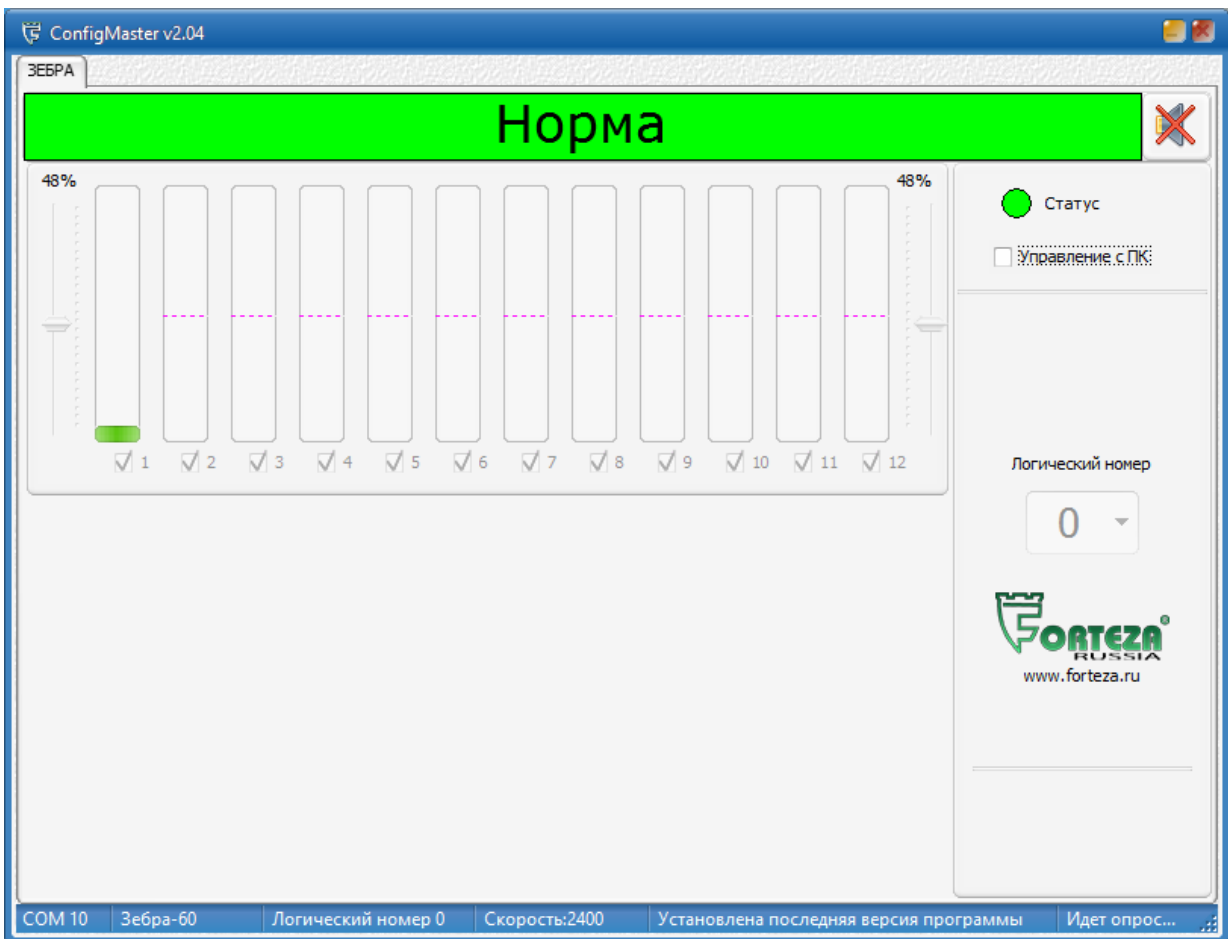 ConfigMaster v2.04
ЗЕБРА
Норма
48%
48%
1 2 3 4 5 6 7 8 9 10 11 12
Статус
Управление с ПК
Логический номер
0
FORTEZA®
RUSSIA
www.forteza.ru
COM 10 Зебра-60 Логический номер 0 Скорость:2400 Установлена последняя версия программы Идет опрос...